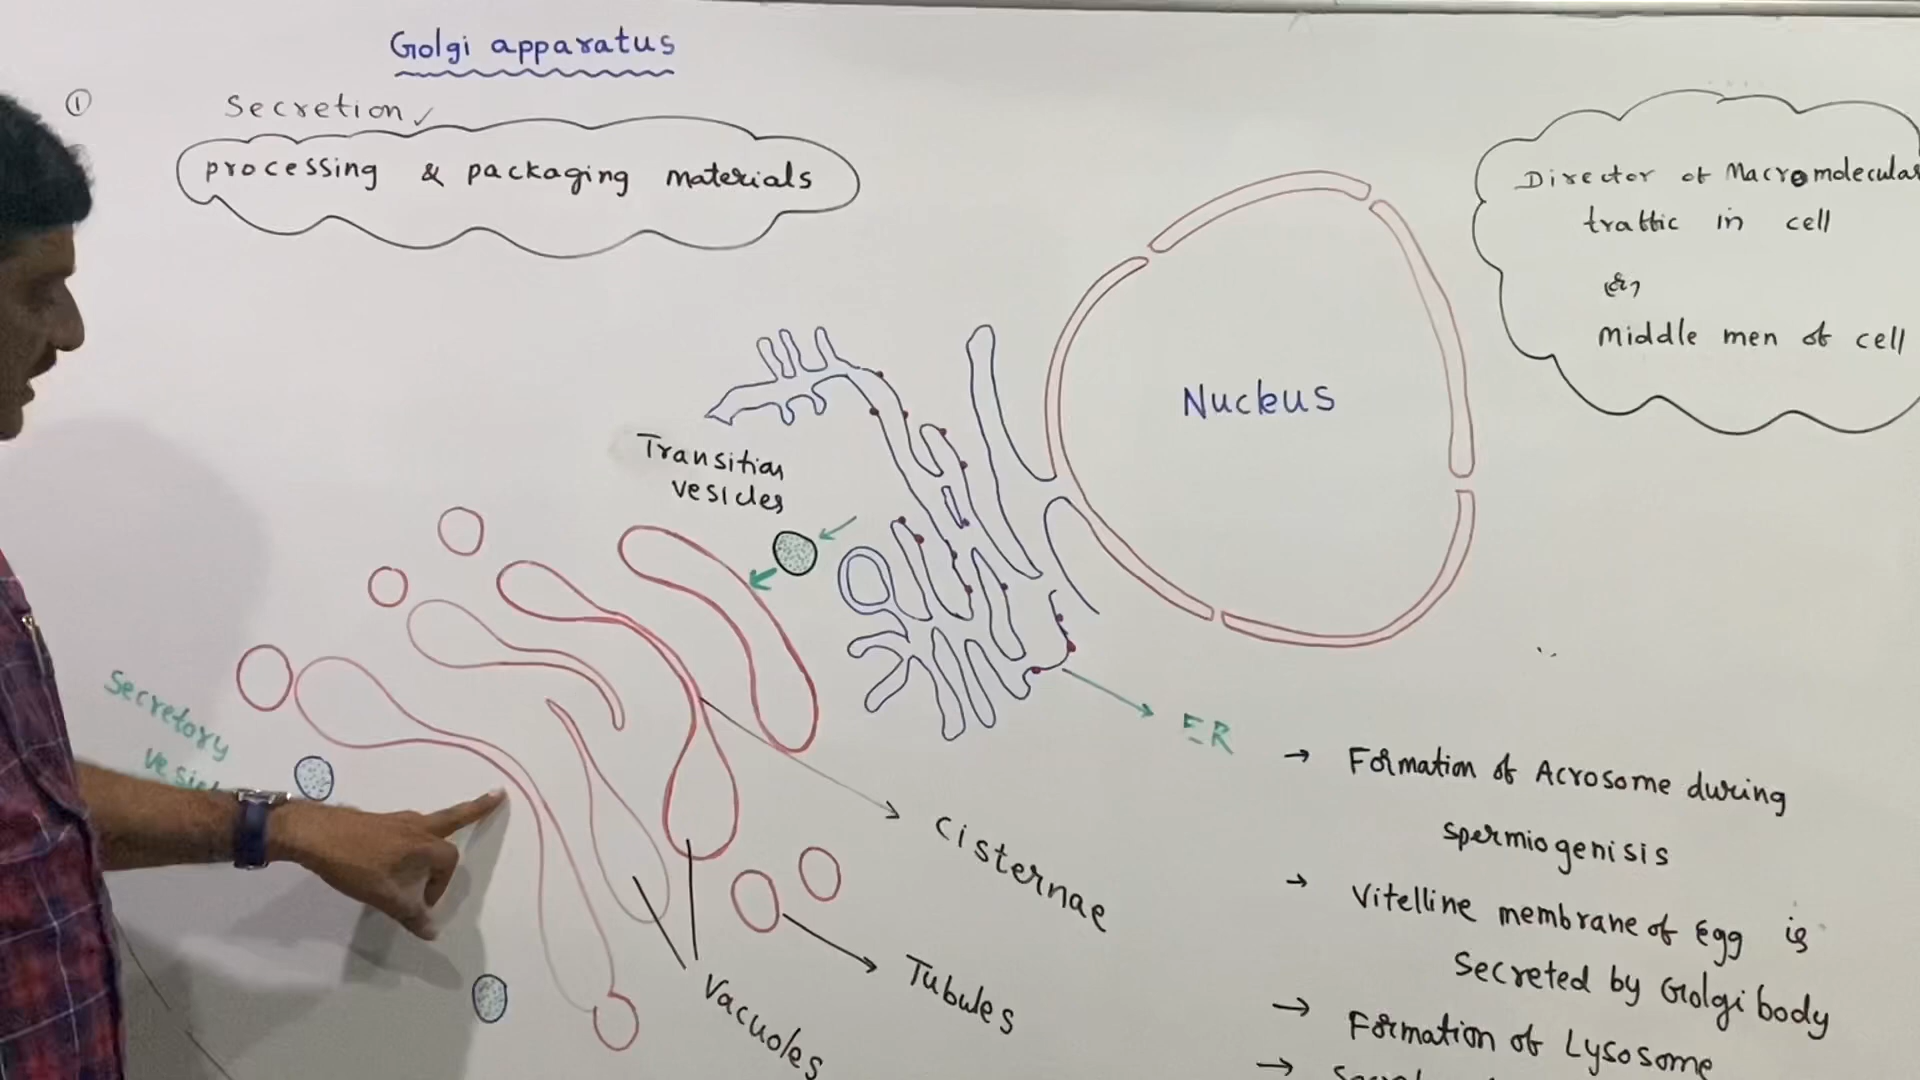 Golgi apparatus
①
Secretion ✓
processing & packaging materials
Director of Macromolecular
traffic in cell
or
Middle men of cell
Nucleus
Transition
vesicles
Secretory
ER
Cisternae
Tubules
Vacuoles
→ Formation of Acrosome during
spermiogenisis
→ Vitelline membrane of Egg is
Secreted by Golgi body
→ Formation of Lysosome
→